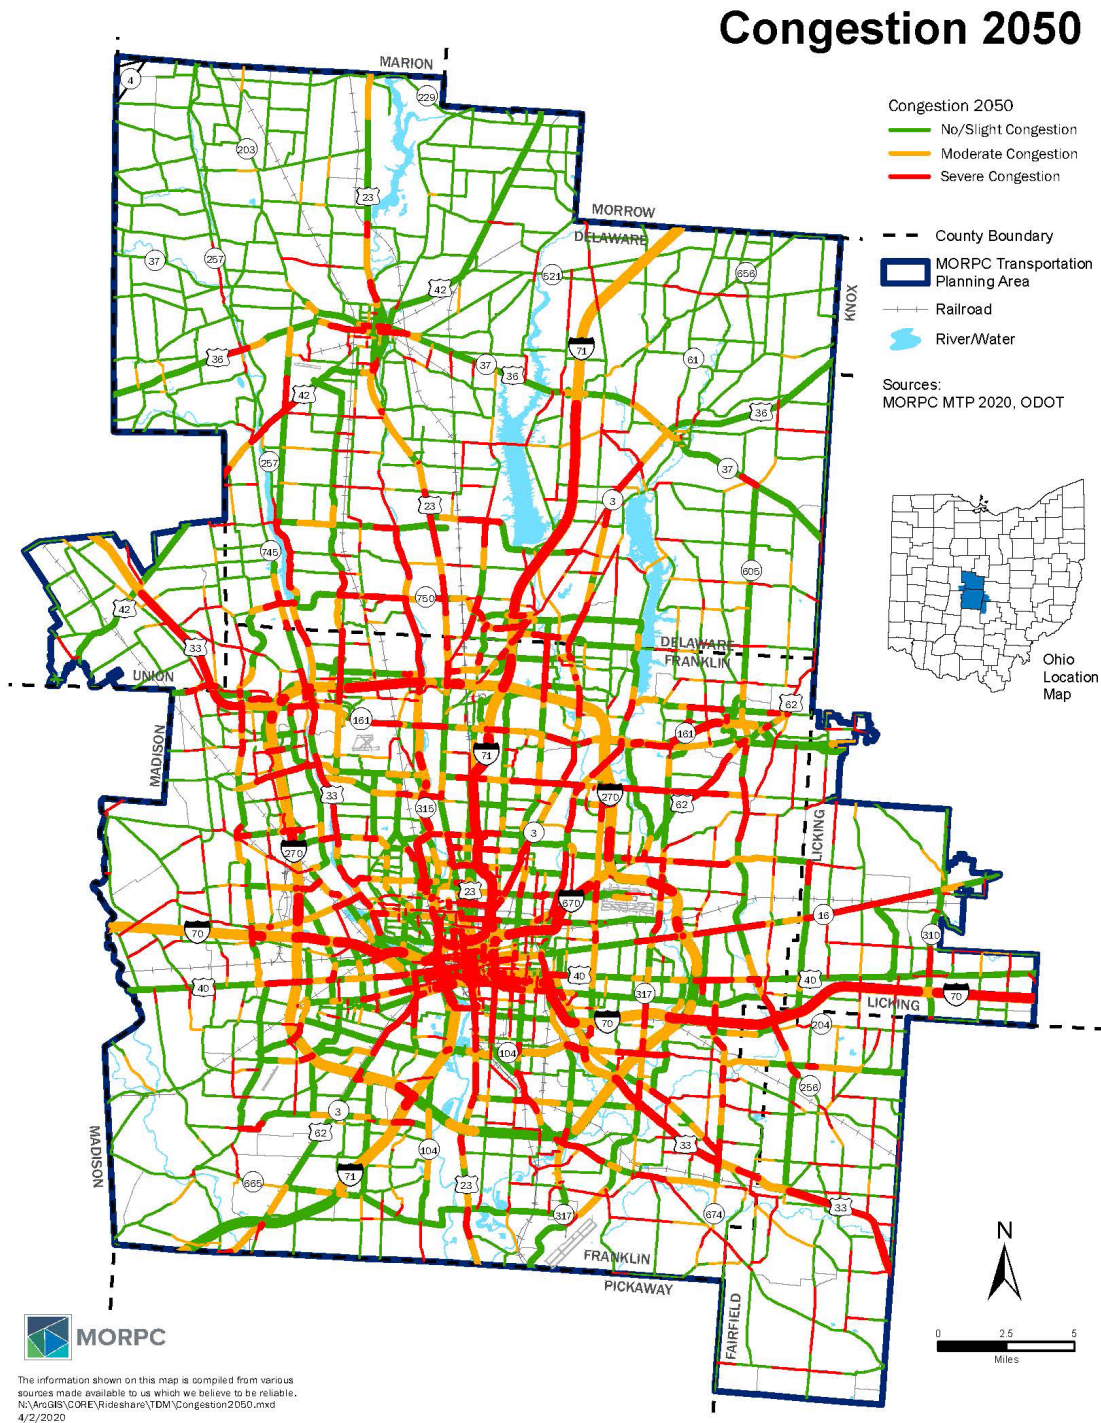 Congestion 2050
Congestion 2050
No/Slight Congestion
Moderate Congestion
Severe Congestion
County Boundary
MORPC Transportation
Planning Area
Railroad
River/Water
Sources:
MORPC MTP 2020, ODOT
Ohio
Location
Map
MARION
4
229
203
23
MORROW
DELAWARE
37
257
521
656
42
KNOX
71
36
37
36
61
42
36
257
37
3
23
745
605
750
42
33
DELAWARE
FRANKLIN
UNION
62
161
161
MADISON
71
33
270
62
315
3
LICKING
270
23
670
16
70
310
40
40
40
317
70
LICKING
70
204
104
256
3
62
33
MADISON
104
71
665
23
33
317
674
FRANKLIN
PICKAWAY
FAIRFIELD
N
0 2.5 5
Miles
MORPC
The information shown on this map is compiled from various
sources made available to us which we believe to be reliable.
N:\ArcGIS\CORE\Rideshare\TDM\Congestion2050.mxd
4/2/2020